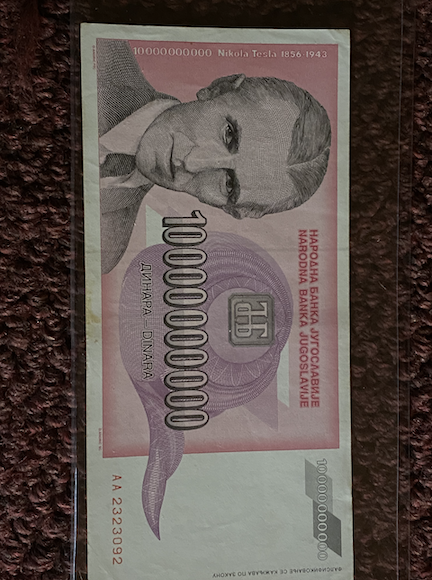 10000000000 Nikola Tesla 1856-1943
НАРОДНА БАНКА ЈУГОСЛАВИЈЕ
NARODNA BANKA JUGOSLAVIJE
10000000000
ДИНАРА DINARA
10000000000
AA 2323092
ФАЛСИФИКОВАЊЕ СЕ КАЖЊАВА ПО ЗАКОНУ